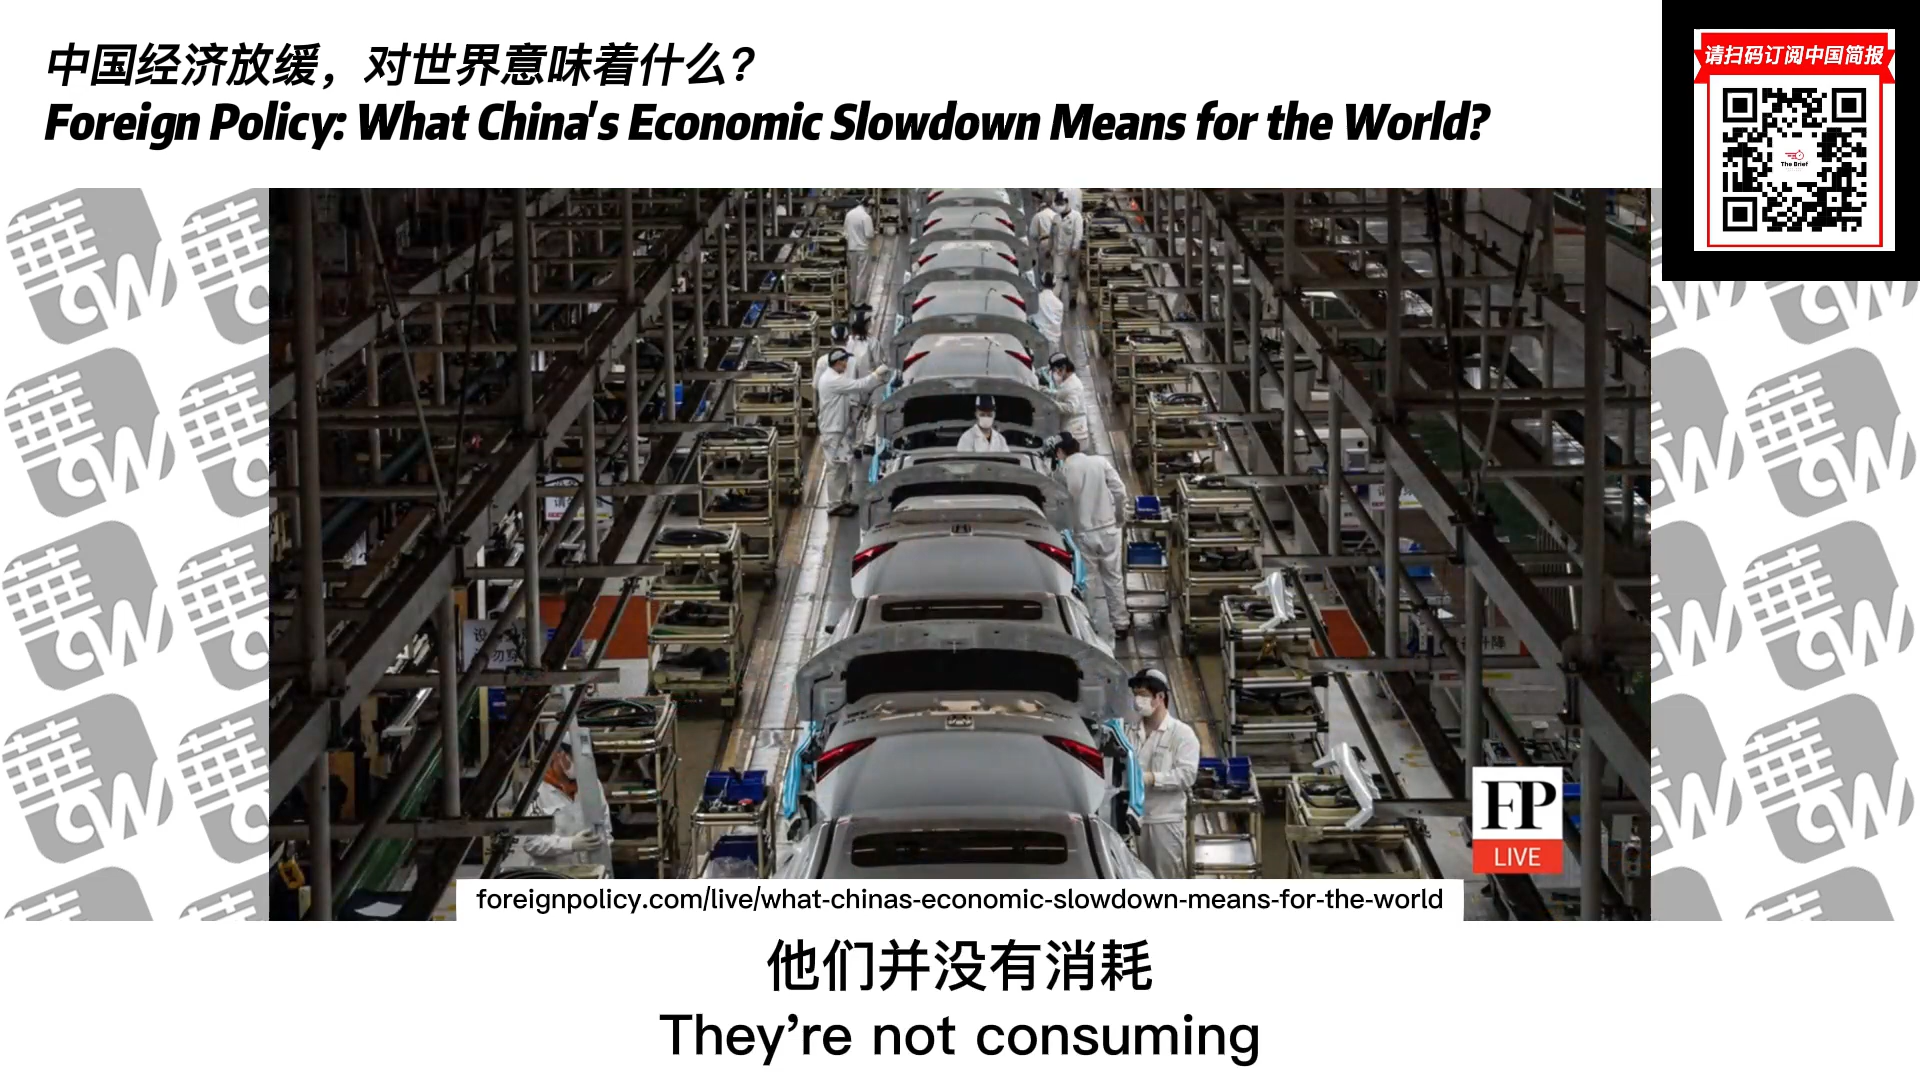 中国经济放缓，对世界意味着什么？
Foreign Policy: What China's Economic Slowdown Means for the World?
请扫码订阅中国简报
The Brief
華
FP
LIVE
foreignpolicy.com/live/what-chinas-economic-slowdown-means-for-the-world
他们并没有消耗
They’re not consuming